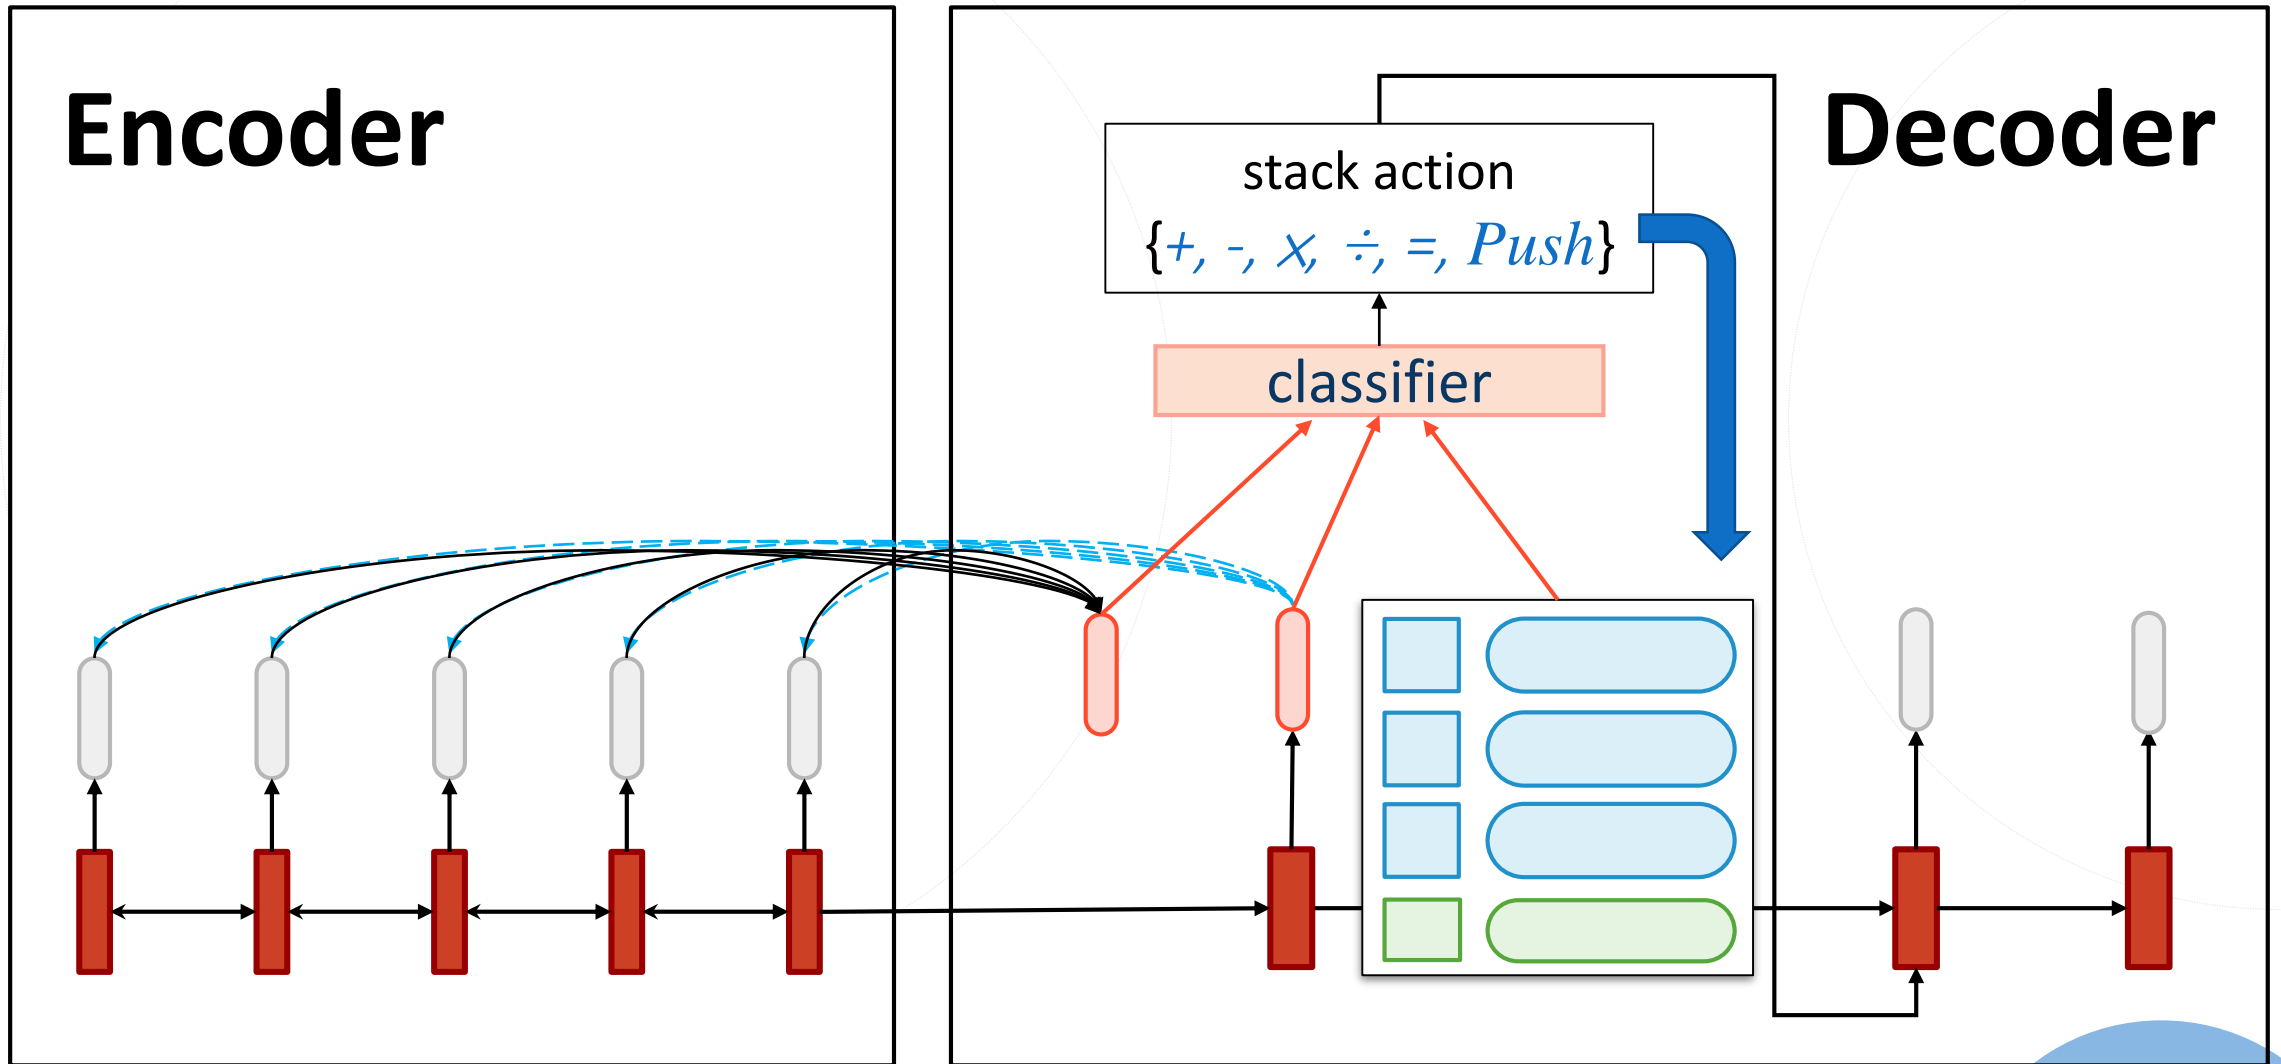 Encoder
Decoder
stack action
{+, -, x, ÷, =, Push}
classifier